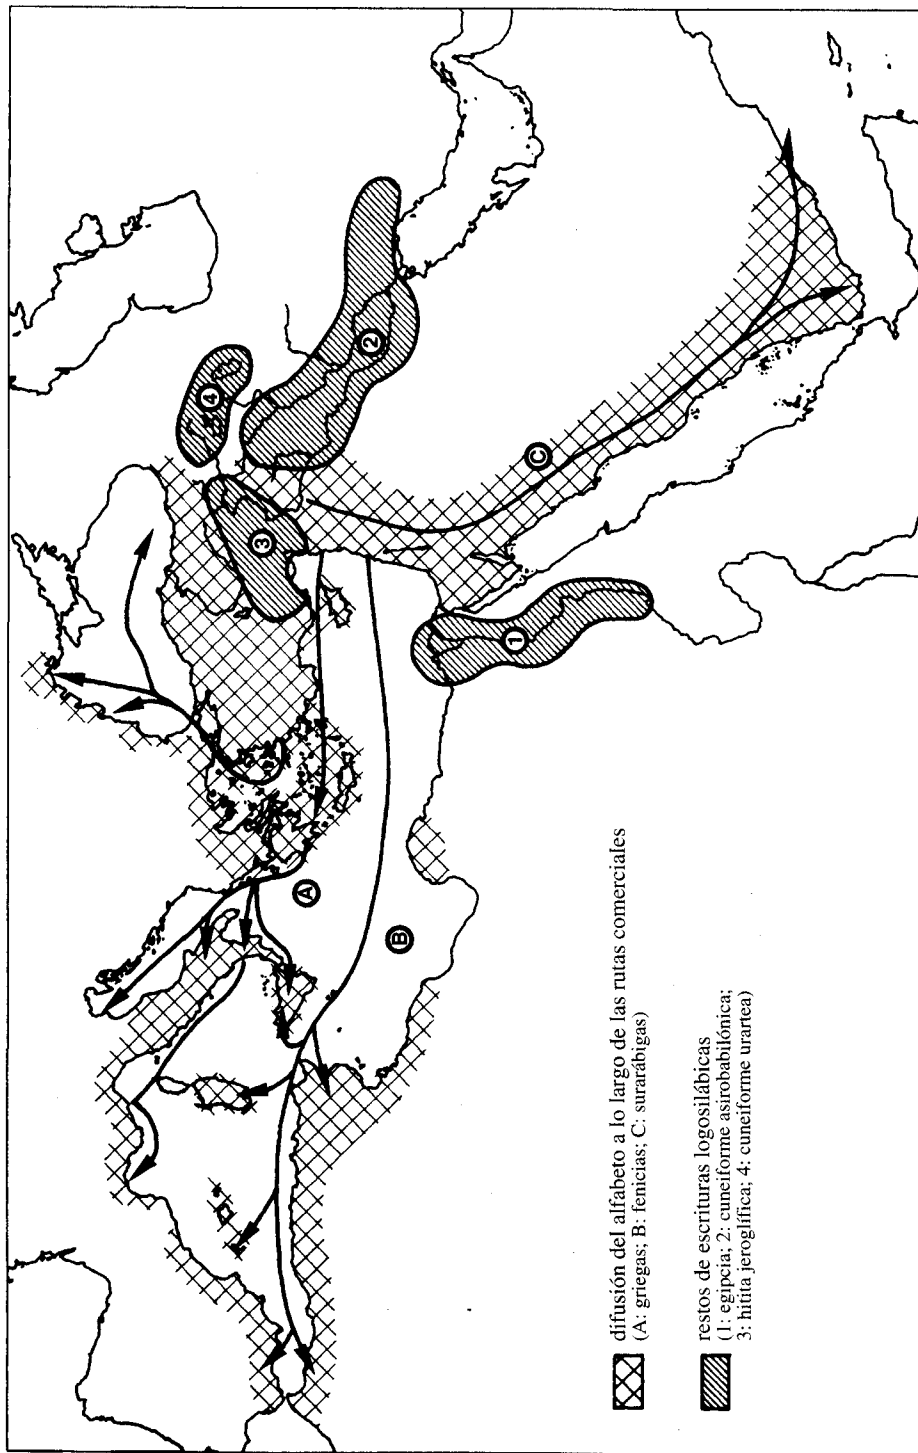 4
2
3
C
1
A
B
difusión del alfabeto a lo largo de las rutas comerciales
(A: griegas; B: fenicias; C: surarábigas)
restos de escrituras logosilábicas
(1: egipcia; 2: cuneiforme asirobabilónica;
3: hitita jeroglífica; 4: cuneiforme urartea)